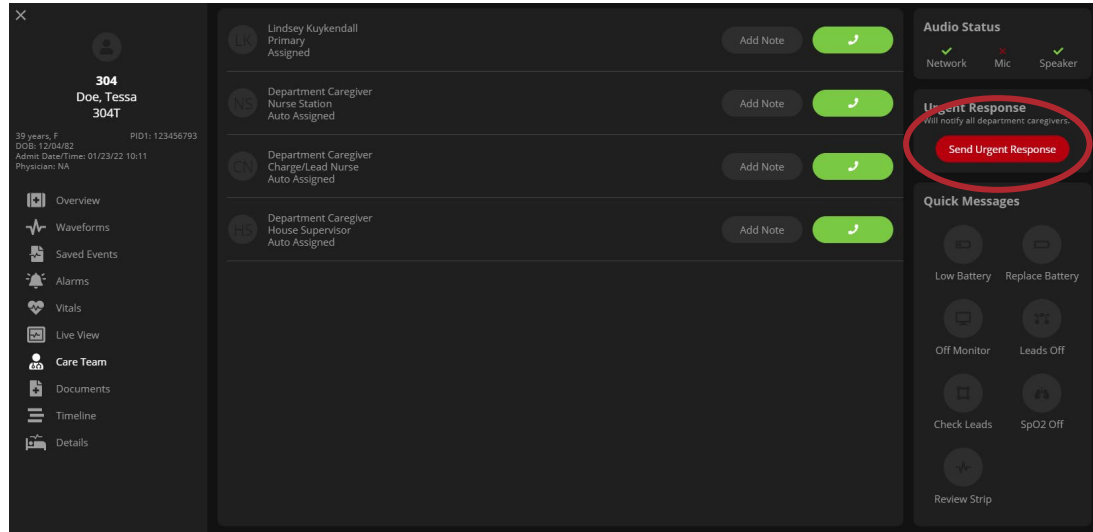 304
Doe, Tessa
304T
39 years, F PID1: 123456793
DOB: 12/04/82
Admit Date/Time: 01/23/22 10:11
Physician: NA
Overview
Waveforms
Saved Events
Alarms
Vitals
Live View
Care Team
Documents
Timeline
Details
LK
Lindsey Kuykendall
Primary
Assigned
Add Note
NS
Department Caregiver
Nurse Station
Auto Assigned
Add Note
CN
Department Caregiver
Charge/Lead Nurse
Auto Assigned
Add Note
HS
Department Caregiver
House Supervisor
Auto Assigned
Add Note
Audio Status
Network Mic Speaker
Urgent Response
Will notify all department caregivers.
Send Urgent Response
Quick Messages
Low Battery Replace Battery
Off Monitor Leads Off
Check Leads SpO2 Off
Review Strip